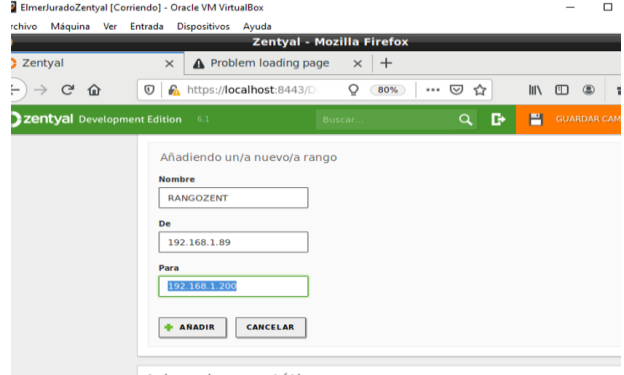 ElmerJuradoZentyal [Corriendo] - Oracle VM VirtualBox
rchivo Máquina Ver Entrada Dispositivos Ayuda
Zentyal - Mozilla Firefox
Zentyal × Problem loading page × +
https://localhost:8443/D 80% ...
zentyal Development Edition 6.1 Buscar... GUARDAR CAM
Añadiendo un/a nuevo/a rango
Nombre
RANGOZENT
De
192.168.1.89
Para
192.168.1.200
+ AÑADIR CANCELAR